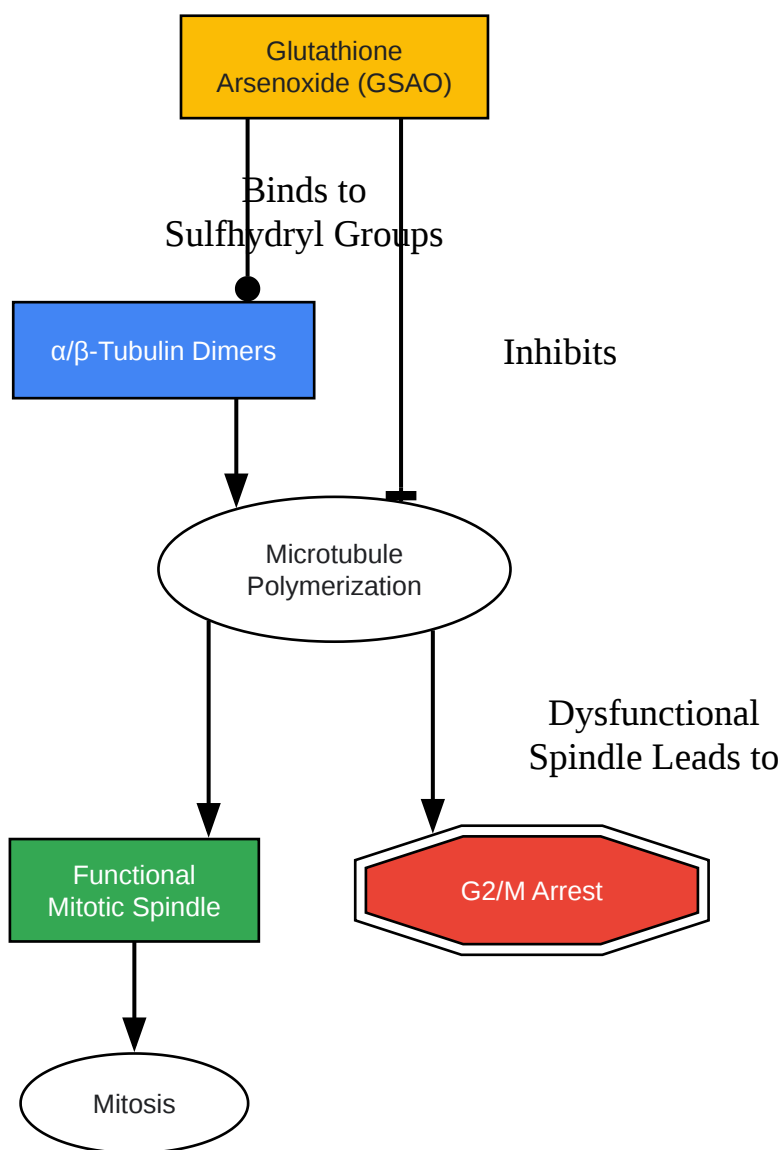 Glutathione
Arsenoxide (GSAO)
Binds to
Sulfhydryl Groups
α/β-Tubulin Dimers
Inhibits
Microtubule
Polymerization
Dysfunctional
Spindle Leads to
Functional
Mitotic Spindle
G2/M Arrest
Mitosis